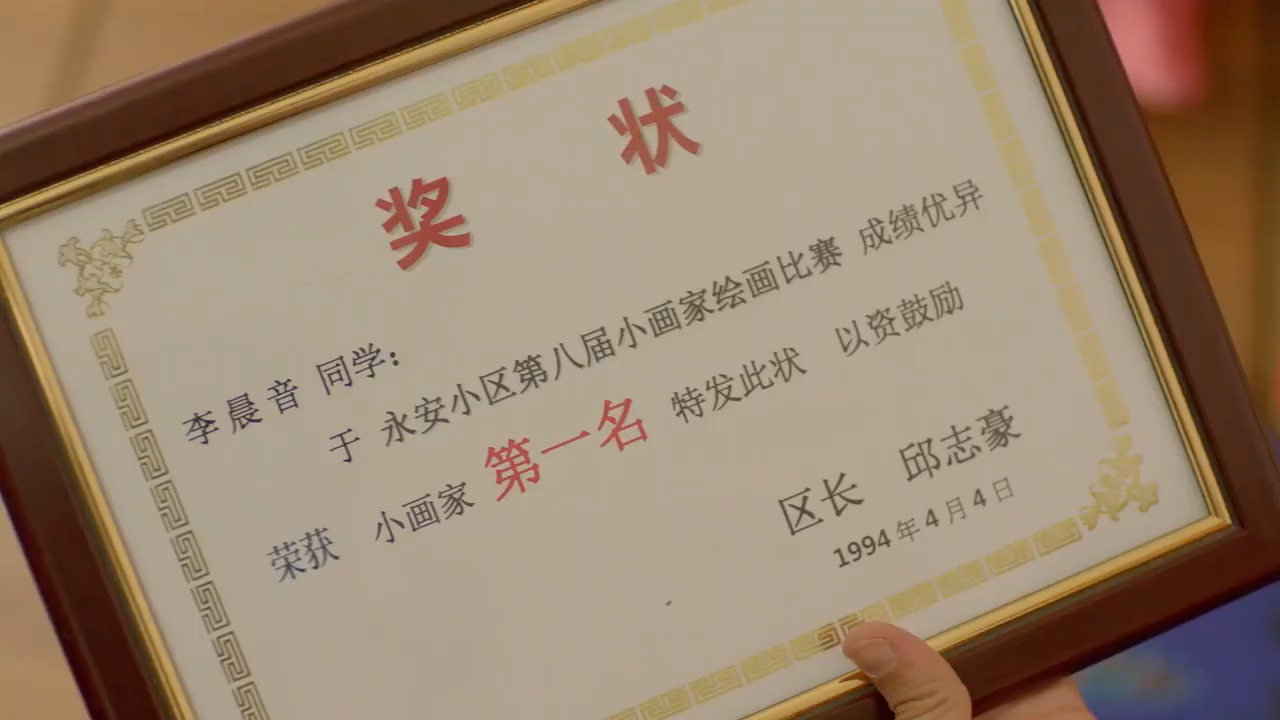 奖 状
李晨音 同学:
于 永安小区第八届小画家绘画比赛 成绩优异
荣获 小画家 第一名 特发此状 以资鼓励
区长 邱志豪
1994年4月4日